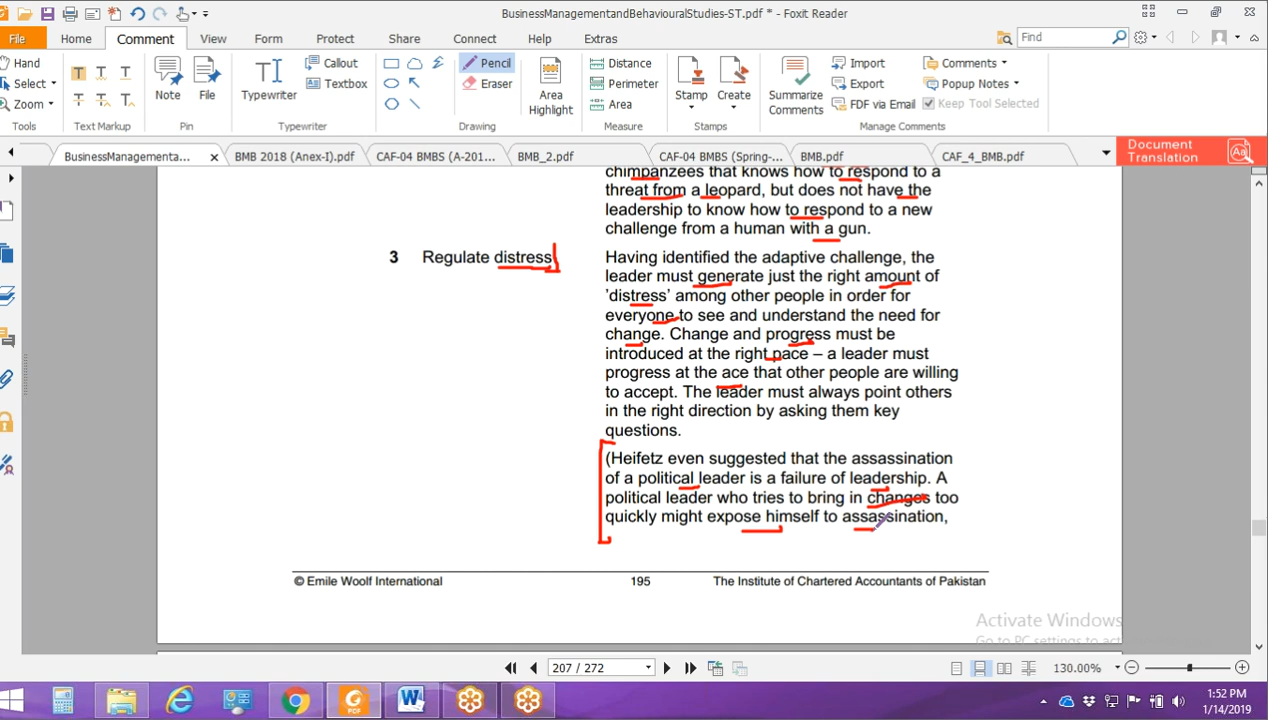 BusinessManagementandBehaviouralStudies-ST.pdf * - Foxit Reader
File Home Comment View Form Protect Share Connect Help Extras Find
Hand Select Zoom Tools
T T T T T T Text Markup
Note File Pin
Typewriter Callout Textbox Typewriter
Pencil Eraser Area Highlight Drawing
Distance Perimeter Area Measure
Stamp Create Stamps
Summarize Comments Import Export FDF via Email Comments Popup Notes Keep Tool Selected Manage Comments
BusinessManagementa... BMB 2018 (Anex-I).pdf CAF-04 BMBS (A-201... BMB_2.pdf CAF-04 BMBS (Spring-... BMB.pdf CAF_4_BMB.pdf
Document Translation
chimpanzees that knows how to respond to a
threat from a leopard, but does not have the
leadership to know how to respond to a new
challenge from a human with a gun.
3 Regulate distress Having identified the adaptive challenge, the
leader must generate just the right amount of
'distress' among other people in order for
everyone to see and understand the need for
change. Change and progress must be
introduced at the right pace – a leader must
progress at the ace that other people are willing
to accept. The leader must always point others
in the right direction by asking them key
questions.
(Heifetz even suggested that the assassination
of a political leader is a failure of leadership. A
political leader who tries to bring in changes too
quickly might expose himself to assassination,
© Emile Woolf International 195 The Institute of Chartered Accountants of Pakistan
Activate Windows
Go to PC settings to act
207 / 272 130.00%
PDF
1:52 PM
1/14/2019